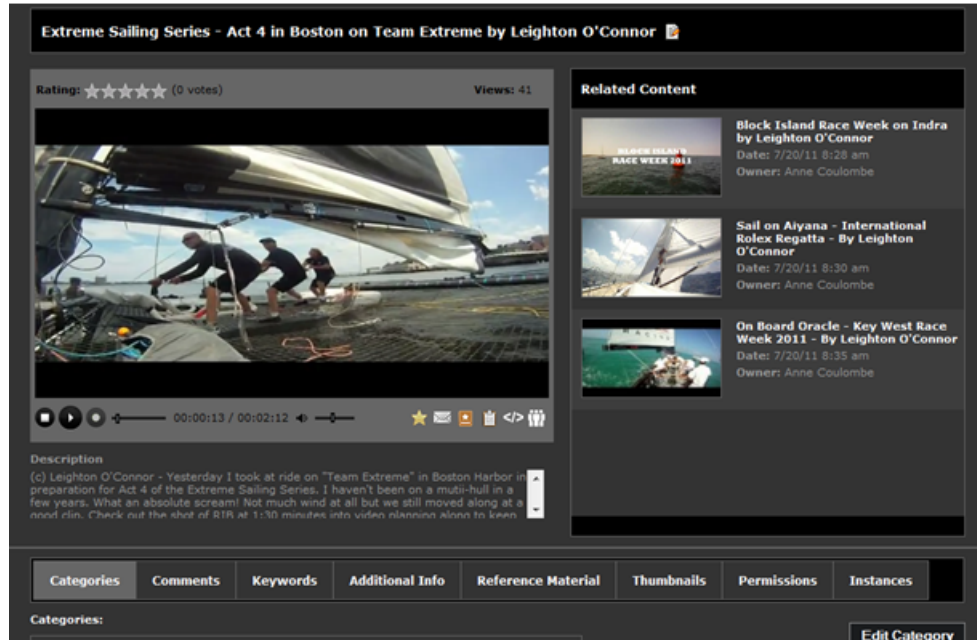 Extreme Sailing Series - Act 4 in Boston on Team Extreme by Leighton O'Connor
Rating: (0 votes)
Views: 41
00:00:13 / 00:02:12
</>
Description
(c) Leighton O'Connor - Yesterday I took at ride on "Team Extreme" in Boston Harbor in
preparation for Act 4 of the Extreme Sailing Series. I haven't been on a mutii-hull in a
few years. What an absolute scream! Not much wind at all but we still moved along at a
good clip. Check out the shot of RIB at 1:30 minutes into video planning along to keep
Related Content
BLOCK ISLAND
RACE WEEK 2011
Block Island Race Week on Indra
by Leighton O'Connor
Date: 7/20/11 8:28 am
Owner: Anne Coulombe
Sail on Aiyana - International
Rolex Regatta - By Leighton
O'Connor
Date: 7/20/11 8:30 am
Owner: Anne Coulombe
On Board Oracle - Key West Race
Week 2011 - By Leighton O'Connor
Date: 7/20/11 8:35 am
Owner: Anne Coulombe
Categories Comments Keywords Additional Info Reference Material Thumbnails Permissions Instances
Categories:
Edit Category